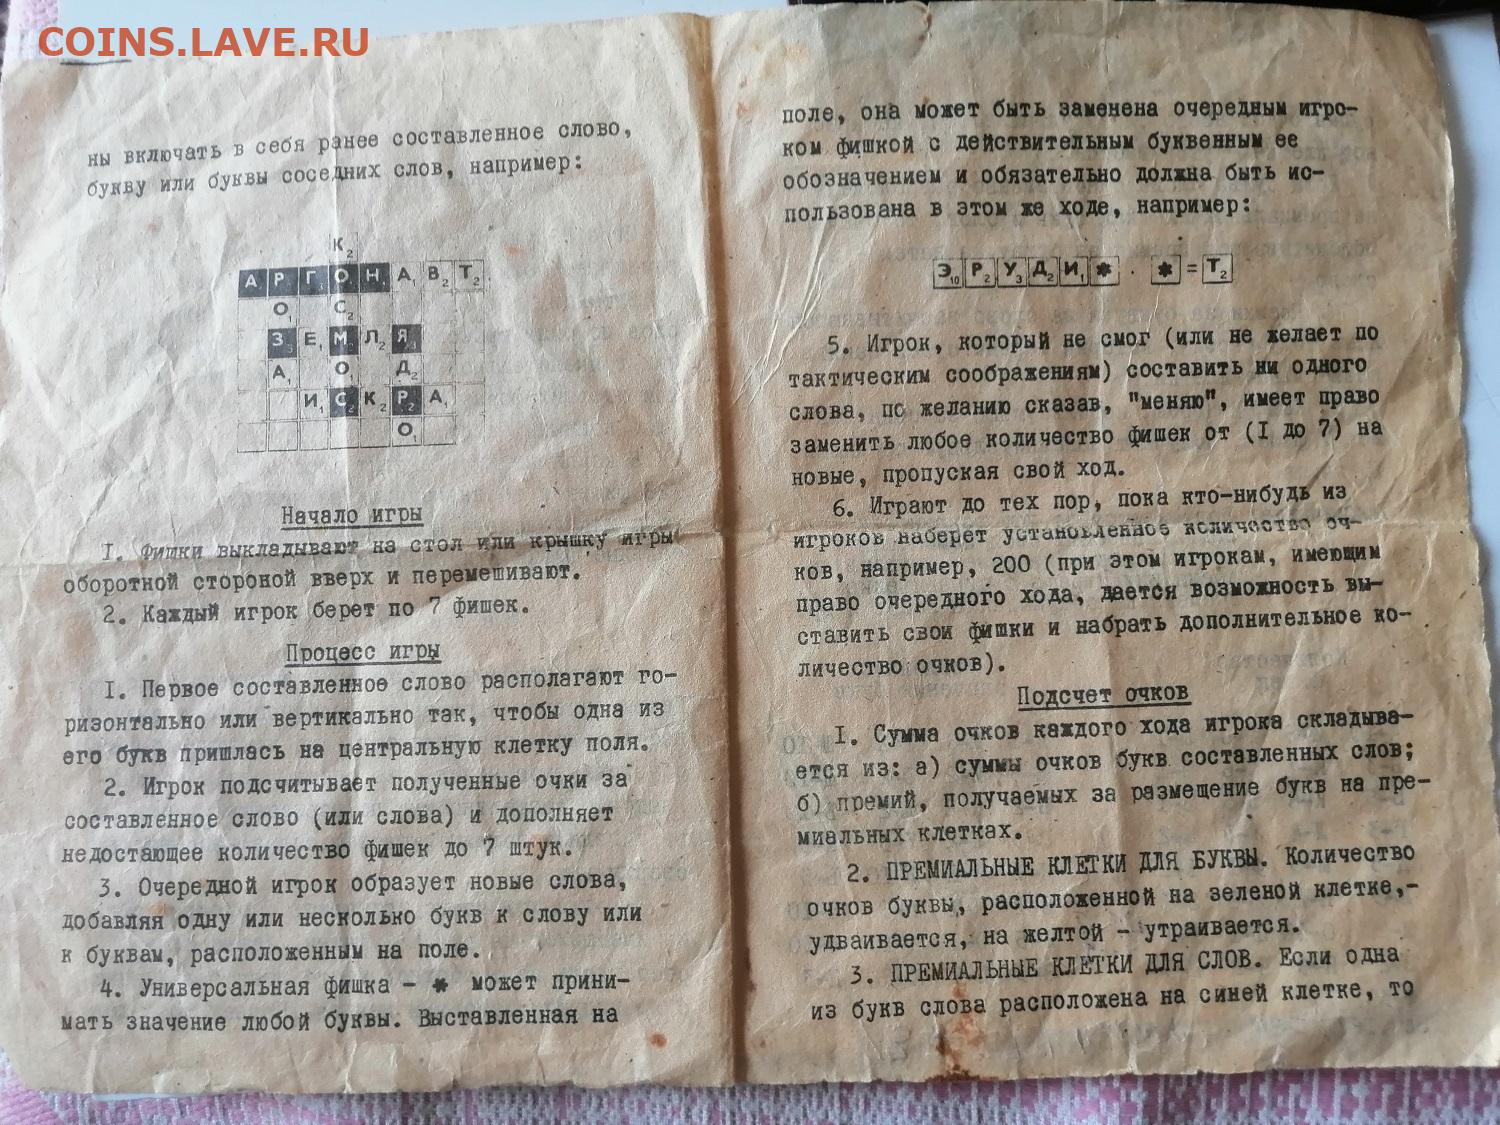 COINS.LAVE.RU
ны включать в себя ранее составленное слово,
букву или буквы соседних слов, например:
К2
А Р Г О Н А1 В2 Т2
О1 С2
З3 Е1 М2 Л2 Я3
А1 О1 Д2
И1 С2 К2 Р2 А1
О1
Начало игры
I. Фишки выкладывают на стол или крышку игры
оборотной стороной вверх и перемешивают.
2. Каждый игрок берет по 7 фишек.
Процесс игры
I. Первое составленное слово располагают го-
ризонтально или вертикально так, чтобы одна из
его букв пришлась на центральную клетку поля.
2. Игрок подсчитывает полученные очки за
составленное слово (или слова) и дополняет
недостающее количество фишек до 7 штук.
3. Очередной игрок образует новые слова,
добавляя одну или несколько букв к слову или
к буквам, расположенным на поле.
4. Универсальная фишка – * может прини-
мать значение любой буквы. Выставленная на
поле, она может быть заменена очередным игро-
ком фишкой с действительным буквенным ее
обозначением и обязательно должна быть ис-
пользована в этом же ходе, например:
Э10 Р2 У3 Д2 И1 * . * = Т2
5. Игрок, который не смог (или не желает по
тактическим соображениям) составить ни одного
слова, по желанию сказав, "меняю", имеет право
заменить любое количество фишек от (I до 7) на
новые, пропуская свой ход.
6. Играют до тех пор, пока кто-нибудь из
игроков наберет установленное количество оч-
ков, например, 200 (при этом игрокам, имеющим
право очередного хода, дается возможность вы-
ставить свои фишки и набрать дополнительное ко-
личество очков).
Подсчет очков
I. Сумма очков каждого хода игрока складыва-
ется из: а) суммы очков букв составленных слов;
б) премий, получаемых за размещение букв на пре-
миальных клетках.
2. ПРЕМИАЛЬНЫЕ КЛЕТКИ ДЛЯ БУКВЫ. Количество
очков буквы, расположенной на зеленой клетке,-
удваивается, на желтой – утраивается.
3. ПРЕМИАЛЬНЫЕ КЛЕТКИ ДЛЯ СЛОВ. Если одна
из букв слова расположена на синей клетке, то